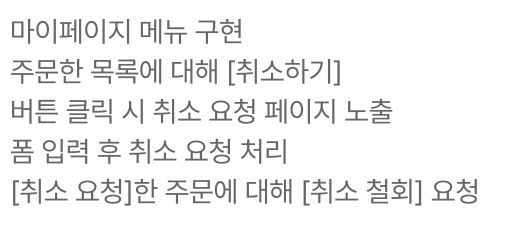 마이페이지 메뉴 구현
주문한 목록에 대해 [취소하기]
버튼 클릭 시 취소 요청 페이지 노출
폼 입력 후 취소 요청 처리
[취소 요청]한 주문에 대해 [취소 철회] 요청